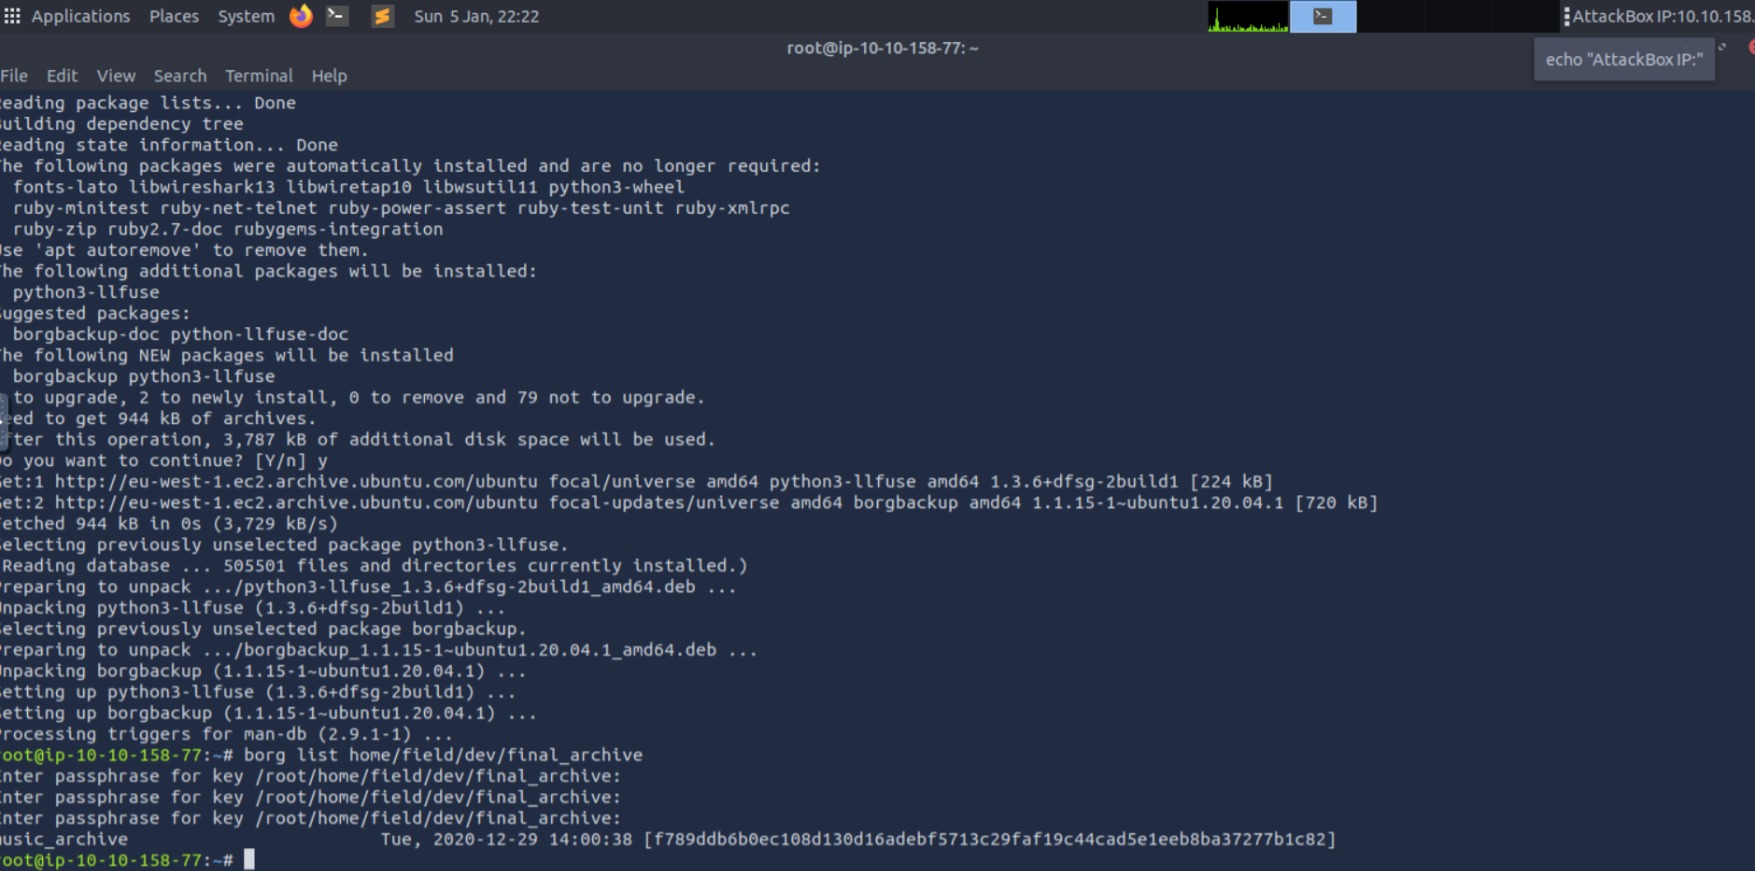 Applications Places System Sun 5 Jan, 22:22 AttackBox IP:10.10.158.
root@ip-10-10-158-77: ~
echo "AttackBox IP:"
File Edit View Search Terminal Help
eading package lists... Done
uilding dependency tree
eading state information... Done
he following packages were automatically installed and are no longer required:
fonts-lato libwireshark13 libwiretap10 libwsutil11 python3-wheel
ruby-minitest ruby-net-telnet ruby-power-assert ruby-test-unit ruby-xmlrpc
ruby-zip ruby2.7-doc rubygems-integration
se 'apt autoremove' to remove them.
he following additional packages will be installed:
python3-llfuse
uggested packages:
borgbackup-doc python-llfuse-doc
he following NEW packages will be installed
borgbackup python3-llfuse
to upgrade, 2 to newly install, 0 to remove and 79 not to upgrade.
eed to get 944 kB of archives.
fter this operation, 3,787 kB of additional disk space will be used.
o you want to continue? [Y/n] y
et:1 http://eu-west-1.ec2.archive.ubuntu.com/ubuntu focal/universe amd64 python3-llfuse amd64 1.3.6+dfsg-2build1 [224 kB]
et:2 http://eu-west-1.ec2.archive.ubuntu.com/ubuntu focal-updates/universe amd64 borgbackup amd64 1.1.15-1~ubuntu1.20.04.1 [720 kB]
etched 944 kB in 0s (3,729 kB/s)
electing previously unselected package python3-llfuse.
Reading database ... 505501 files and directories currently installed.)
reparing to unpack .../python3-llfuse_1.3.6+dfsg-2build1_amd64.deb ...
npacking python3-llfuse (1.3.6+dfsg-2build1) ...
electing previously unselected package borgbackup.
reparing to unpack .../borgbackup_1.1.15-1~ubuntu1.20.04.1_amd64.deb ...
npacking borgbackup (1.1.15-1~ubuntu1.20.04.1) ...
etting up python3-llfuse (1.3.6+dfsg-2build1) ...
etting up borgbackup (1.1.15-1~ubuntu1.20.04.1) ...
rocessing triggers for man-db (2.9.1-1) ...
oot@ip-10-10-158-77:~# borg list home/field/dev/final_archive
nter passphrase for key /root/home/field/dev/final_archive:
nter passphrase for key /root/home/field/dev/final_archive:
nter passphrase for key /root/home/field/dev/final_archive:
usic_archive Tue, 2020-12-29 14:00:38 [f789ddb6b0ec108d130d16adebf5713c29faf19c44cad5e1eeb8ba37277b1c82]
oot@ip-10-10-158-77:~#